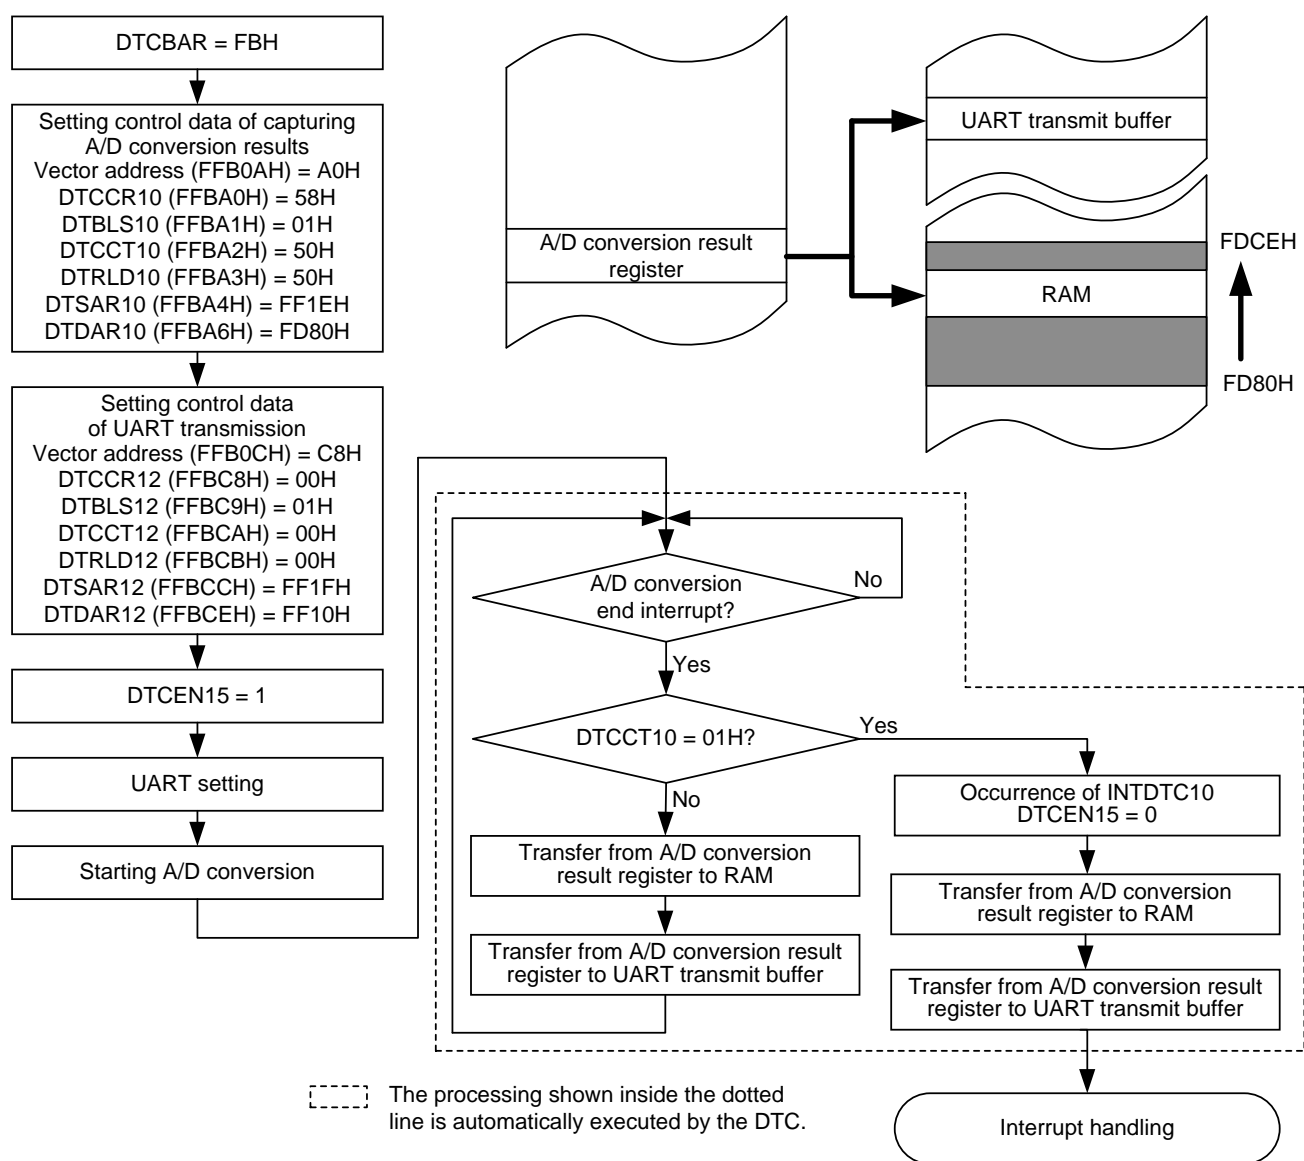 DTCBAR = FBH
Setting control data of capturing
A/D conversion results
Vector address (FFB0AH) = A0H
DTCCR10 (FFBA0H) = 58H
DTBLS10 (FFBA1H) = 01H
DTCCT10 (FFBA2H) = 50H
DTRLD10 (FFBA3H) = 50H
DTSAR10 (FFBA4H) = FF1EH
DTDAR10 (FFBA6H) = FD80H
Setting control data
of UART transmission
Vector address (FFB0CH) = C8H
DTCCR12 (FFBC8H) = 00H
DTBLS12 (FFBC9H) = 01H
DTCCT12 (FFBCAH) = 00H
DTRLD12 (FFBCBH) = 00H
DTSAR12 (FFBCCH) = FF1FH
DTDAR12 (FFBCEH) = FF10H
DTCEN15 = 1
UART setting
Starting A/D conversion
A/D conversion result
register
UART transmit buffer
RAM
FDCEH
FD80H
A/D conversion
end interrupt?
No
Yes
DTCCT10 = 01H?
Yes
No
Transfer from A/D conversion
result register to RAM
Transfer from A/D conversion result
register to UART transmit buffer
Occurrence of INTDTC10
DTCEN15 = 0
Transfer from A/D conversion
result register to RAM
Transfer from A/D conversion result
register to UART transmit buffer
Interrupt handling
The processing shown inside the dotted
line is automatically executed by the DTC.